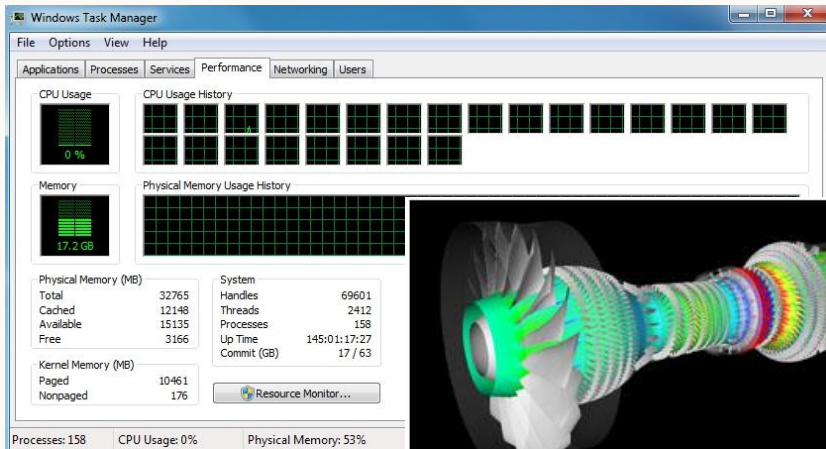 Windows Task Manager
File Options View Help
Applications Processes Services Performance Networking Users
CPU Usage
CPU Usage History
0 %
Memory
Physical Memory Usage History
17.2 GB
Physical Memory (MB)
Total 32765
Cached 12148
Available 15135
Free 3166
System
Handles 69601
Threads 2412
Processes 158
Up Time 145:01:17:27
Commit (GB) 17 / 63
Kernel Memory (MB)
Paged 10461
Nonpaged 176
Resource Monitor...
Processes: 158 CPU Usage: 0% Physical Memory: 53%